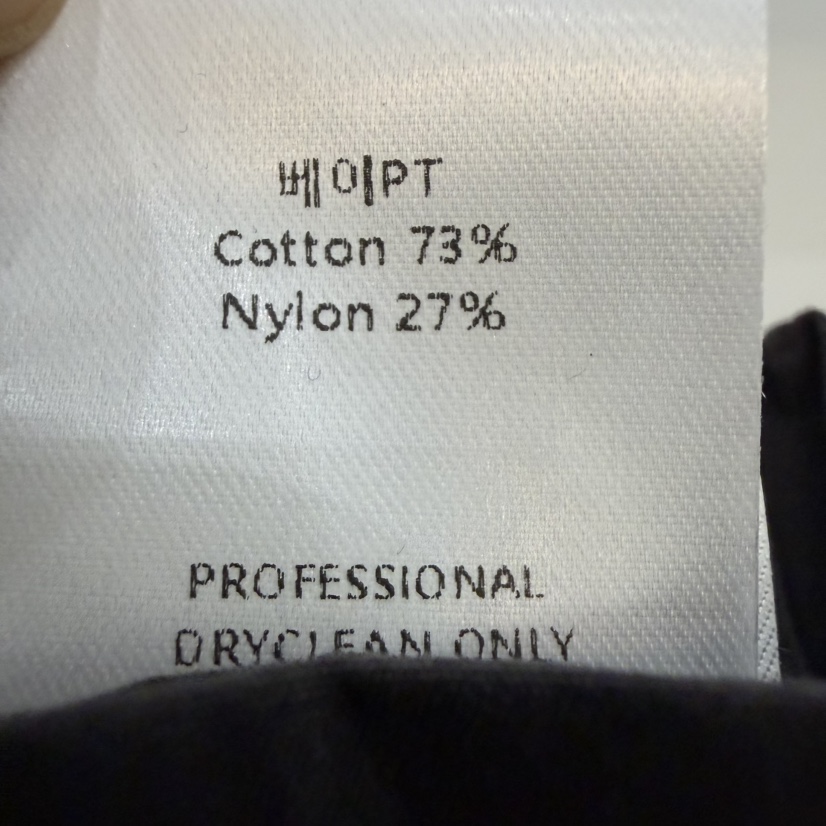 베이PT
Cotton 73%
Nylon 27%
PROFESSIONAL
DRYCLEAN ONLY